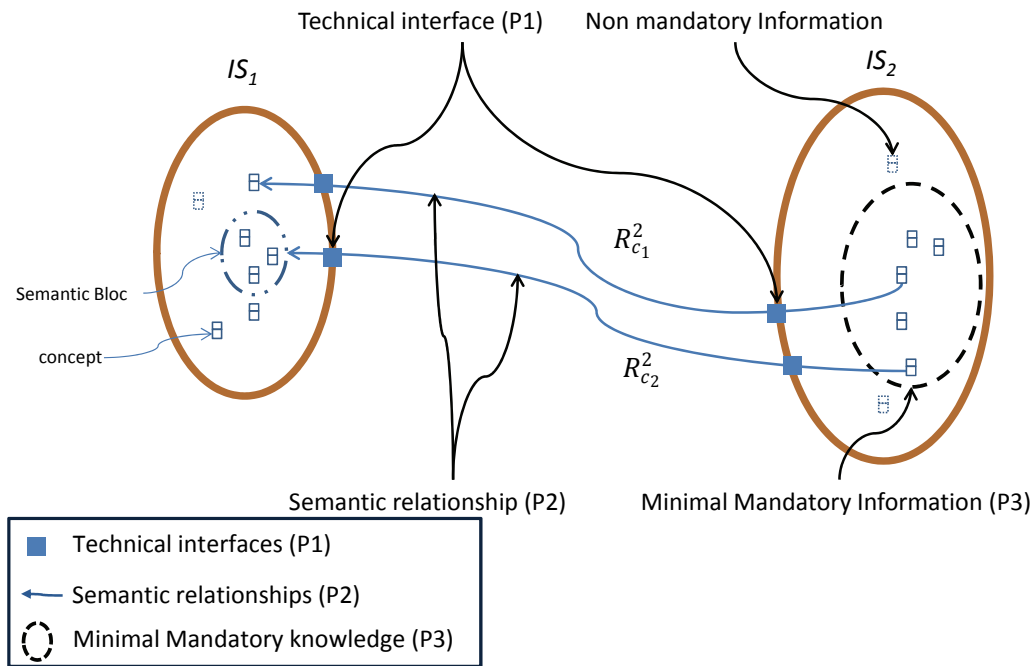 Technical interface (P1)
Non mandatory Information
IS₁
IS₂
R²c₁
Semantic Bloc
concept
R²c₂
Semantic relationship (P2)
Minimal Mandatory Information (P3)
Technical interfaces (P1)
Semantic relationships (P2)
Minimal Mandatory knowledge (P3)